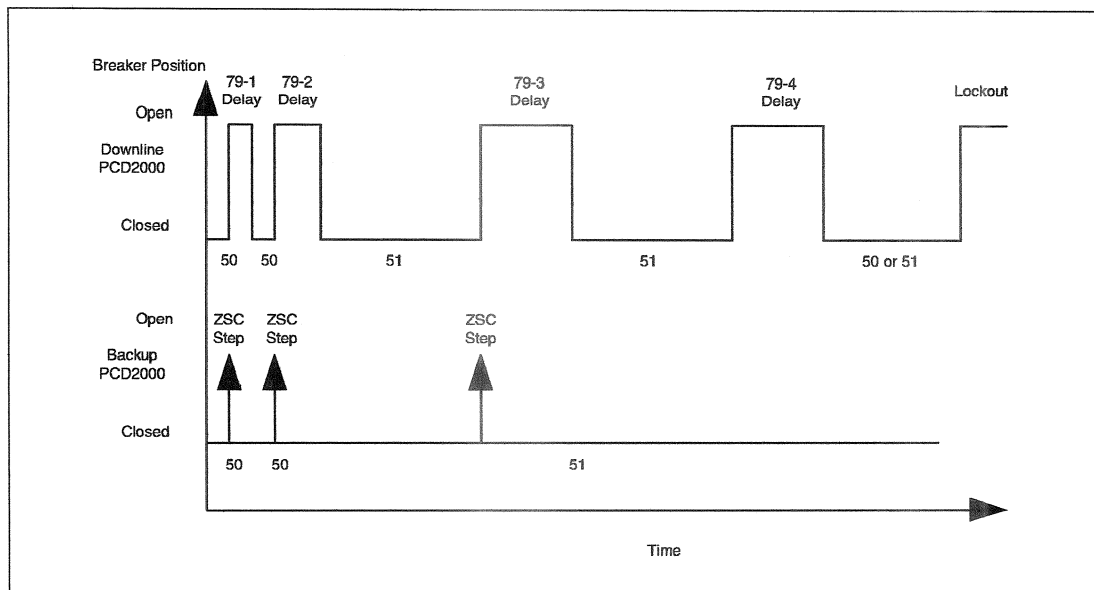 Breaker Position
79-1
Delay
79-2
Delay
79-3
Delay
79-4
Delay
Lockout
Open
Downline
PCD2000
Closed
50
50
51
51
50 or 51
Open
ZSC
Step
ZSC
Step
ZSC
Step
Backup
PCD2000
Closed
50
50
51
Time